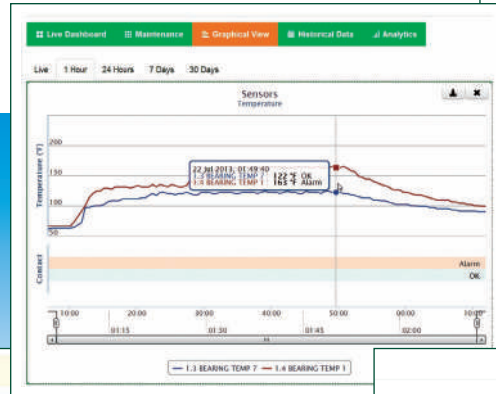 Live Dashboard Maintenance Graphical View Historical Data Analytics
Live 1 Hour 24 Hours 7 Days 30 Days
Sensors
Temperature
Temperature (°F)
200
150
100
50
22 Jul 2013, 01:49:40
1.3 BEARING TEMP 7 122 °F OK
1.4 BEARING TEMP 1 163 °F Alarm
Contact
Alarm
OK
10:00 20:00 30:00 40:00 50:00 00:00 10:00
01:15 01:30 01:45 02:00
1.3 BEARING TEMP 7 1.4 BEARING TEMP 1